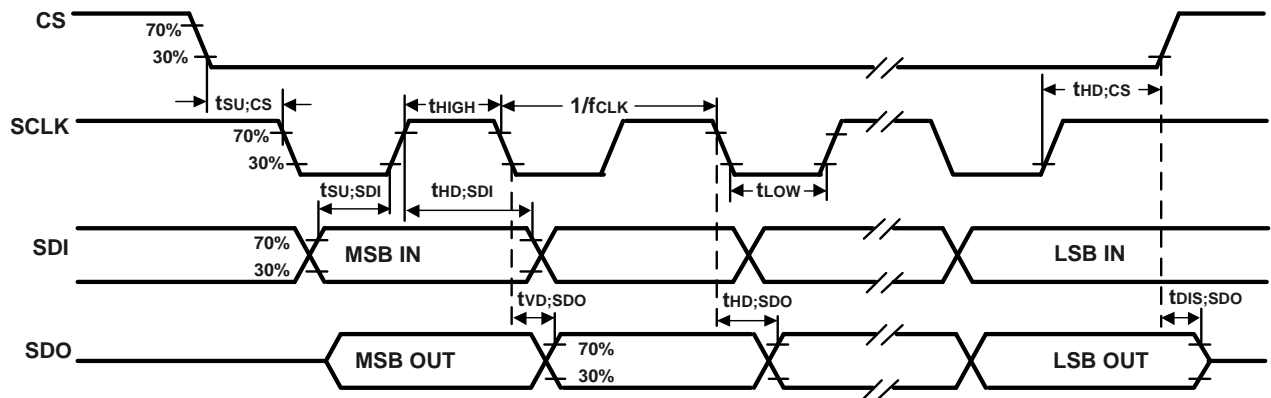 CS
70%
30%
tSU;CS
tHIGH
1/fCLK
tHD;CS
SCLK
70%
30%
tSU;SDI
tHD;SDI
tLOW
SDI
70%
30%
MSB IN
LSB IN
tVD;SDO
tHD;SDO
tDIS;SDO
SDO
MSB OUT
70%
30%
LSB OUT